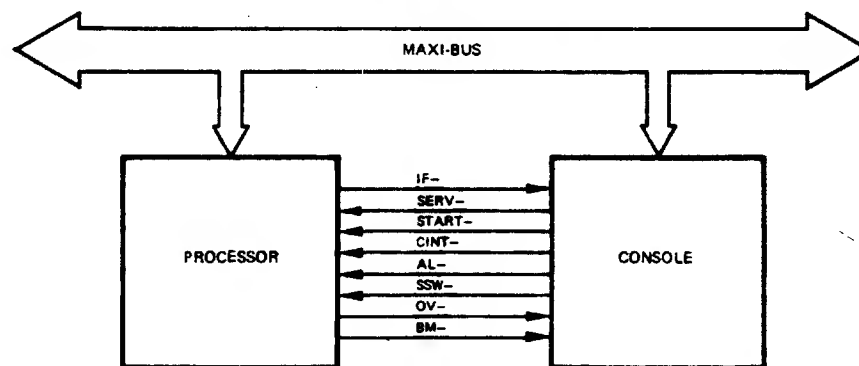 MAXI-BUS
IF-
SERV-
START-
CINT-
PROCESSOR
CONSOLE
AL-
SSW-
OV-
BM-